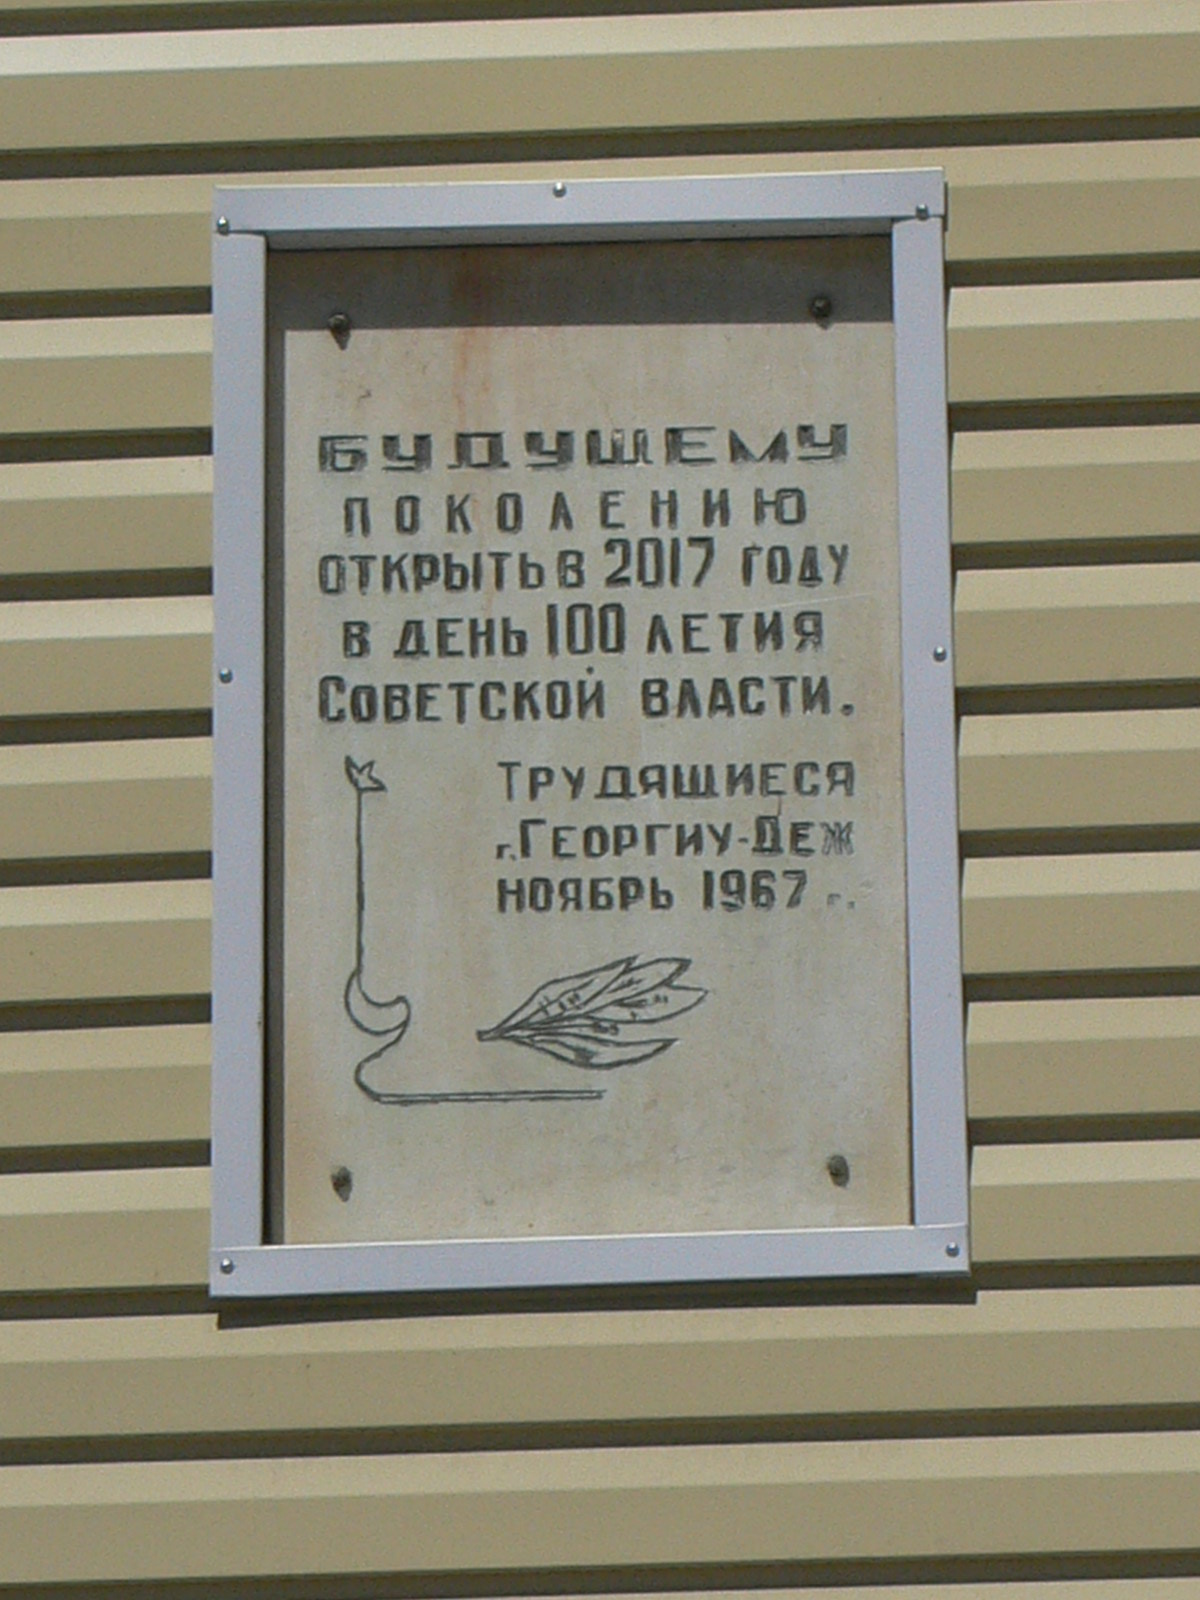 БУДУЩЕМУ
ПОКОЛЕНИЮ
ОТКРЫТЬ В 2017 ГОДУ
В ДЕНЬ 100 ЛЕТИЯ
СОВЕТСКОЙ ВЛАСТИ.
ТРУДЯЩИЕСЯ
г. ГЕОРГИУ-ДЕЖ
НОЯБРЬ 1967 г.